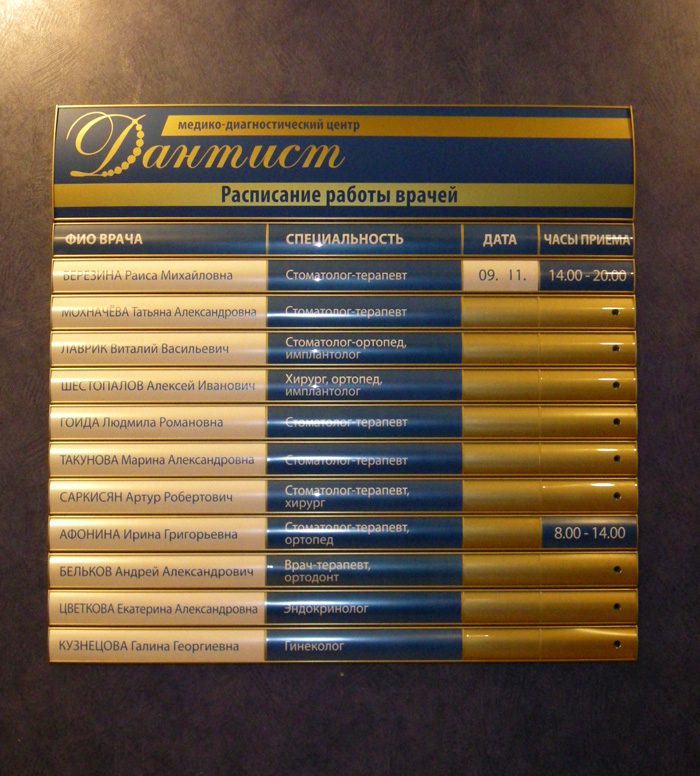 медико-диагностический центр
Дантист
Расписание работы врачей
ФИО ВРАЧА СПЕЦИАЛЬНОСТЬ ДАТА ЧАСЫ ПРИЕМА
БЕРЕЗИНА Раиса Михайловна Стоматолог-терапевт 09. 11. 14.00 - 20.00
МОХНАЧЁВА Татьяна Александровна Стоматолог-терапевт
ЛАВРИК Виталий Васильевич Стоматолог-ортопед,
имплантолог
ШЕСТОПАЛОВ Алексей Иванович Хирург, ортопед,
имплантолог
ГОИДА Людмила Романовна Стоматолог-терапевт
ТАКУНОВА Марина Александровна Стоматолог-терапевт
САРКИСЯН Артур Робертович Стоматолог-терапевт,
хирург
АФОНИНА Ирина Григорьевна Стоматолог-терапевт,
ортопед 8.00 - 14.00
БЕЛЬКОВ Андрей Александрович Врач-терапевт,
ортодонт
ЦВЕТКОВА Екатерина Александровна Эндокринолог
КУЗНЕЦОВА Галина Георгиевна Гинеколог